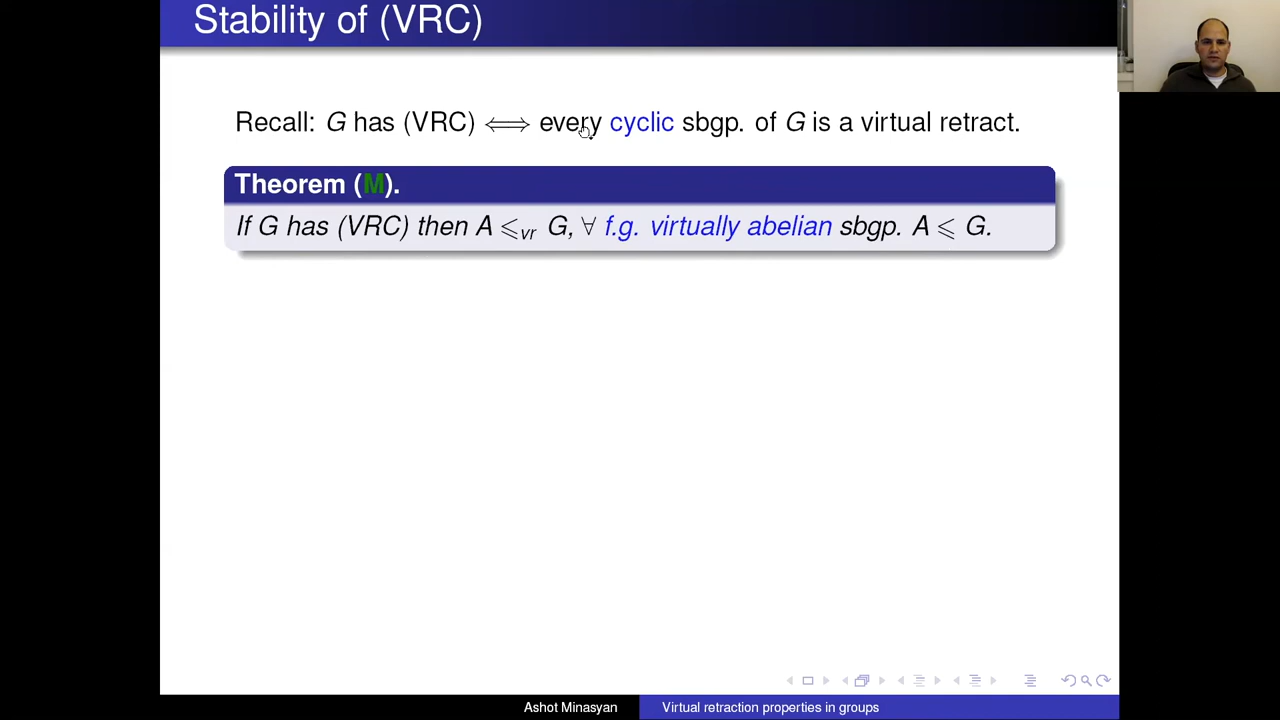 Stability of (VRC)
Recall: G has (VRC) ⟺ every cyclic sbgp. of G is a virtual retract.
Theorem (M).
If G has (VRC) then A ⩽vr G, ∀ f.g. virtually abelian sbgp. A ⩽ G.
Ashot Minasyan
Virtual retraction properties in groups